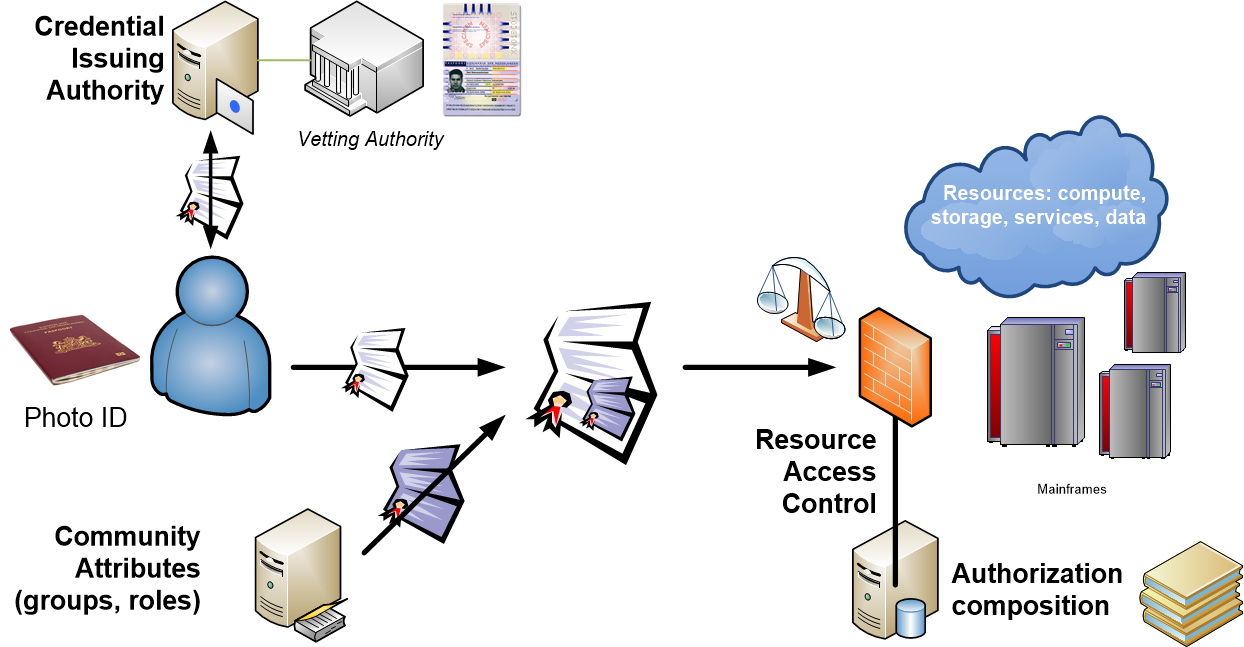 Credential
Issuing
Authority
Vetting Authority
Resources: compute,
storage, services, data
Photo ID
Resource
Access
Control
Mainframes
Community
Attributes
(groups, roles)
Authorization
composition